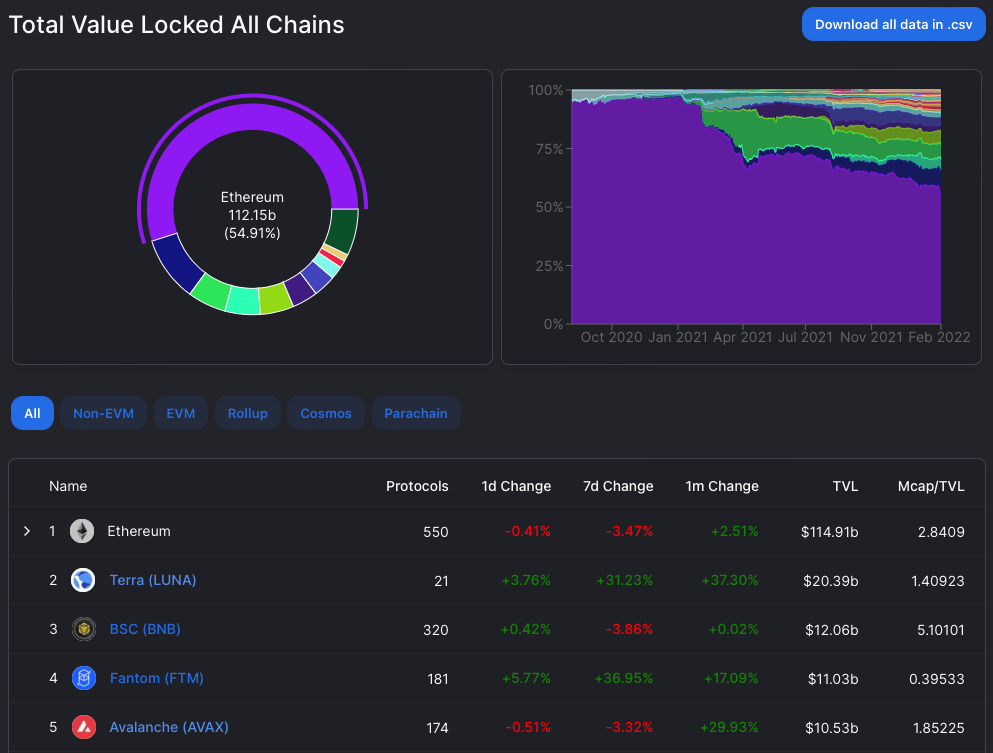 Total Value Locked All Chains
Download all data in .csv
Ethereum
112.15b
(54.91%)
100%
75%
50%
25%
0%
Oct 2020 Jan 2021 Apr 2021 Jul 2021 Nov 2021 Feb 2022
All Non-EVM EVM Rollup Cosmos Parachain
Name Protocols 1d Change 7d Change 1m Change TVL Mcap/TVL
1 Ethereum 550 -0.41% -3.47% +2.51% $114.91b 2.8409
2 Terra (LUNA) 21 +3.76% +31.23% +37.30% $20.39b 1.40923
3 BSC (BNB) 320 +0.42% -3.86% +0.02% $12.06b 5.10101
4 Fantom (FTM) 181 +5.77% +36.95% +17.09% $11.03b 0.39533
5 Avalanche (AVAX) 174 -0.51% -3.32% +29.93% $10.53b 1.85225